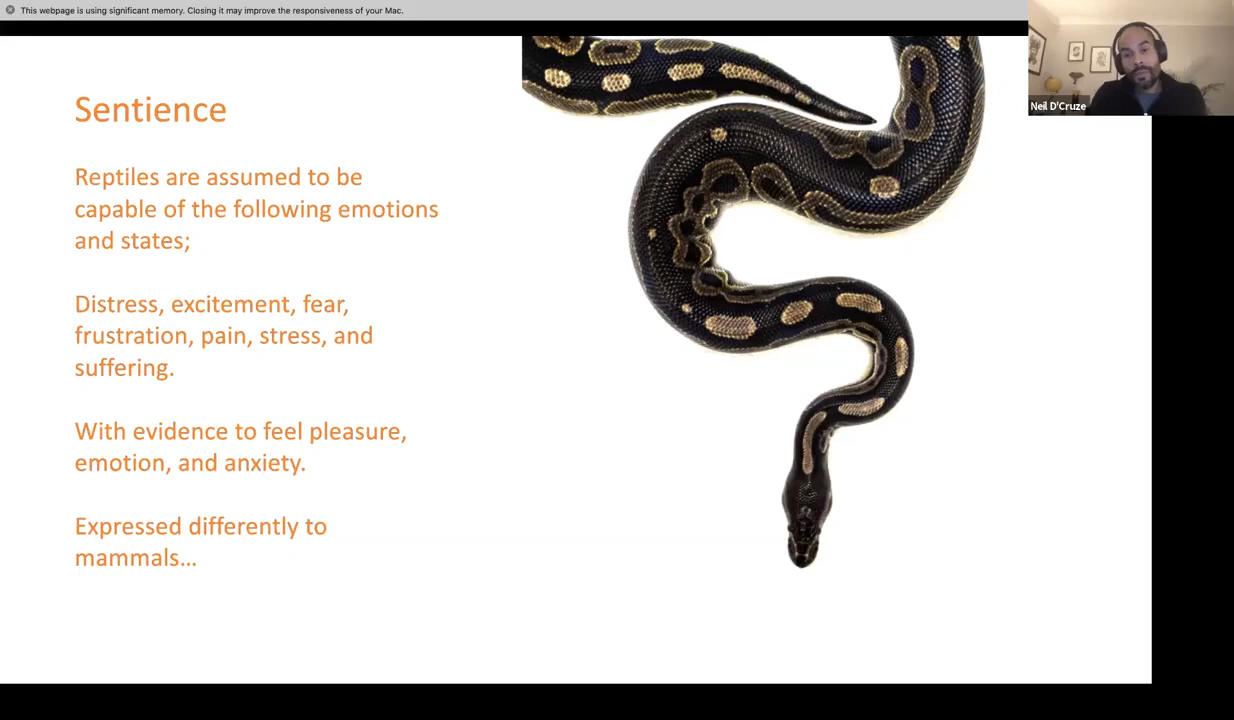 This webpage is using significant memory. Closing it may improve the responsiveness of your Mac.
Sentience
Reptiles are assumed to be
capable of the following emotions
and states;
Distress, excitement, fear,
frustration, pain, stress, and
suffering.
With evidence to feel pleasure,
emotion, and anxiety.
Expressed differently to
mammals...
Neil D'Cruze